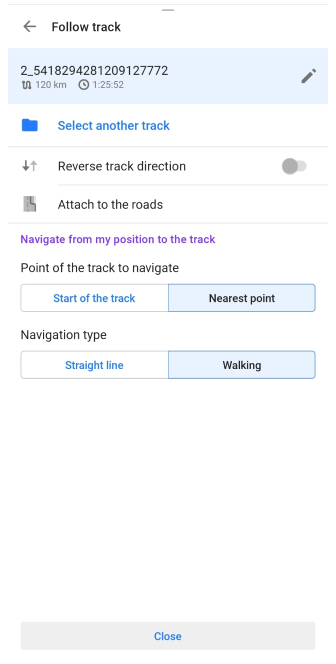 Follow track
2_5418294281209127772
120 km 1:25:52
Select another track
Reverse track direction
Attach to the roads
Navigate from my position to the track
Point of the track to navigate
Start of the track Nearest point
Navigation type
Straight line Walking
Close